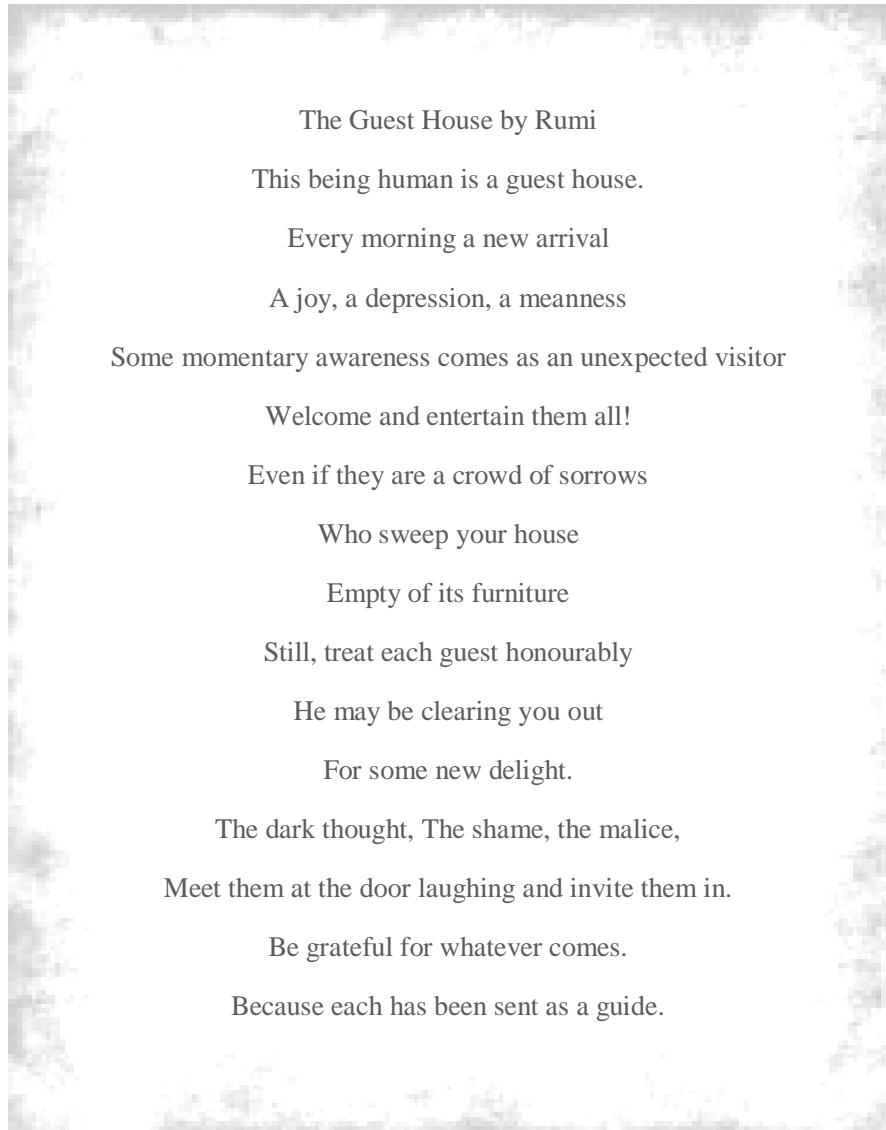 The Guest House by Rumi
This being human is a guest house.
Every morning a new arrival
A joy, a depression, a meanness
Some momentary awareness comes as an unexpected visitor
Welcome and entertain them all!
Even if they are a crowd of sorrows
Who sweep your house
Empty of its furniture
Still, treat each guest honourably
He may be clearing you out
For some new delight.
The dark thought, The shame, the malice,
Meet them at the door laughing and invite them in.
Be grateful for whatever comes.
Because each has been sent as a guide.